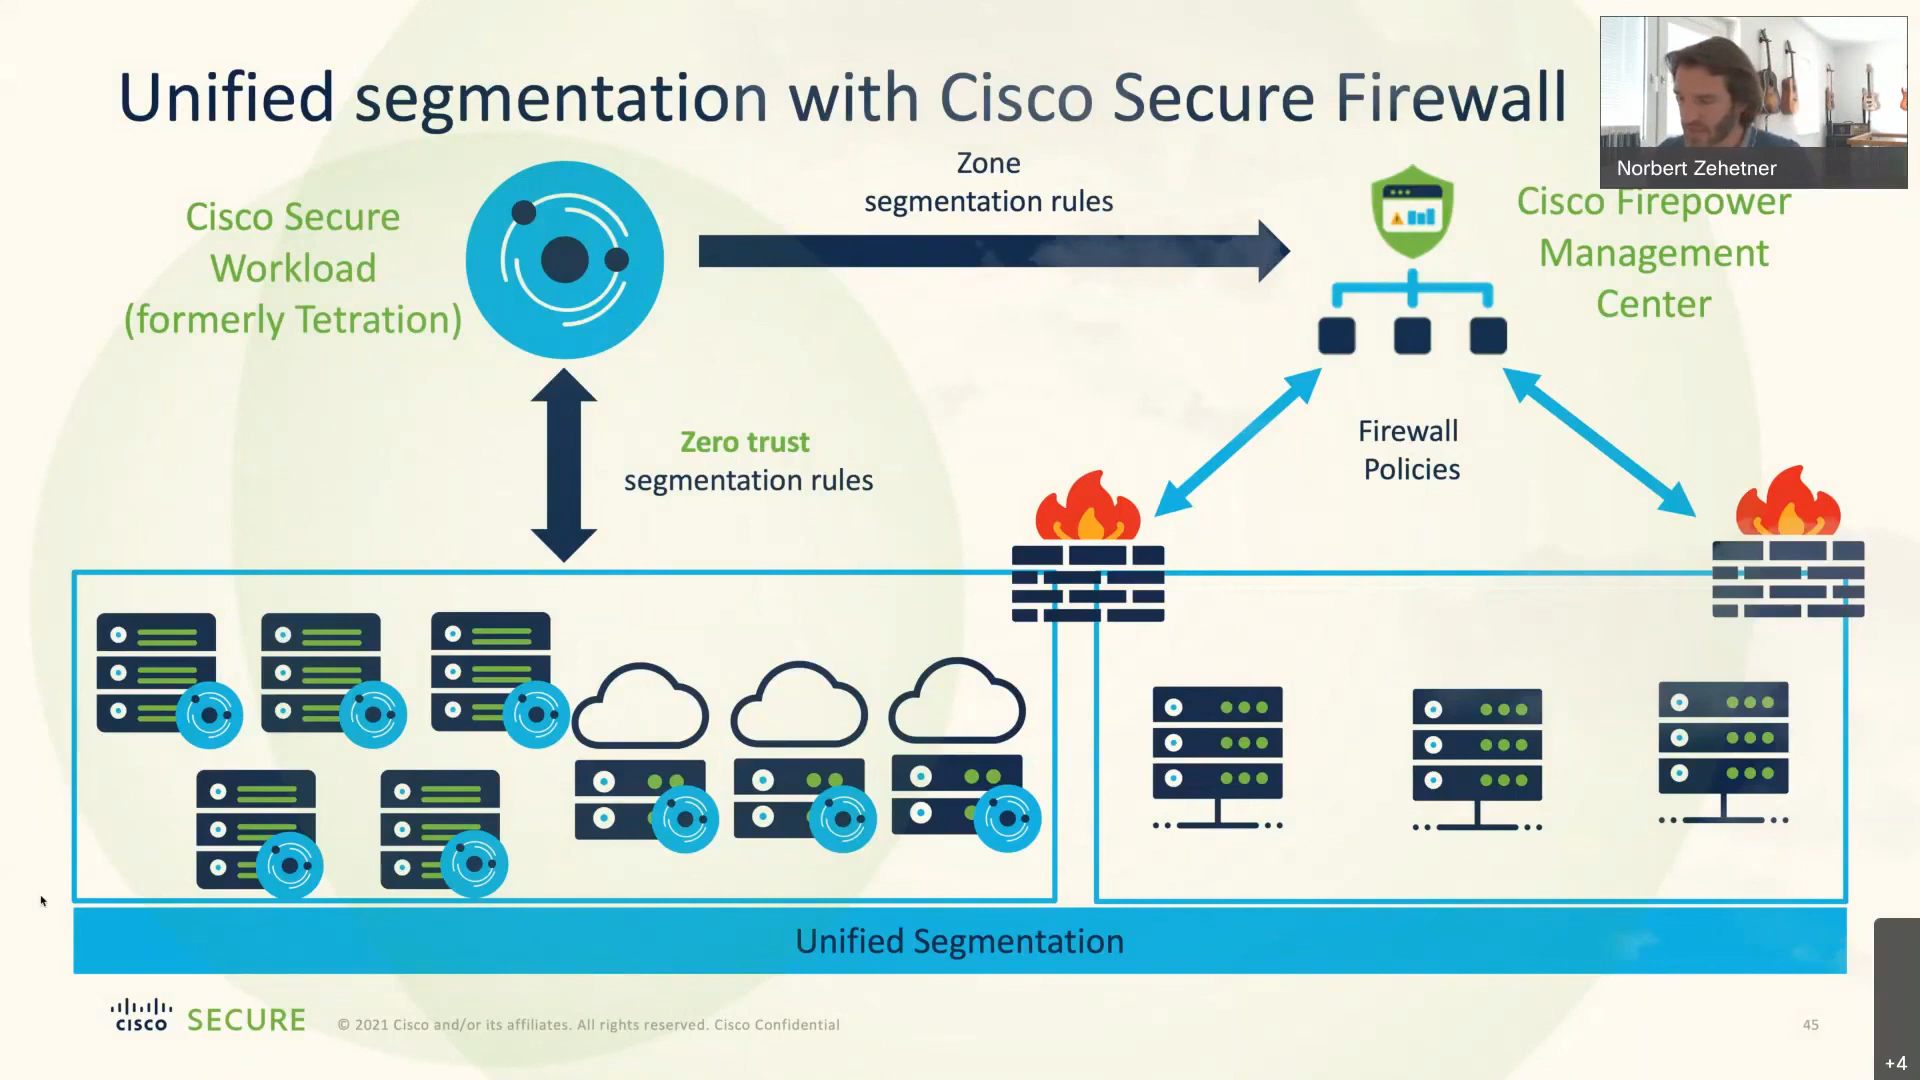 Unified segmentation with Cisco Secure Firewall
Norbert Zehetner
Zone
segmentation rules
Cisco Secure
Workload
(formerly Tetration)
Cisco Firepower
Management
Center
Zero trust
segmentation rules
Firewall
Policies
Unified Segmentation
CISCO SECURE © 2021 Cisco and/or its affiliates. All rights reserved. Cisco Confidential
45
+4